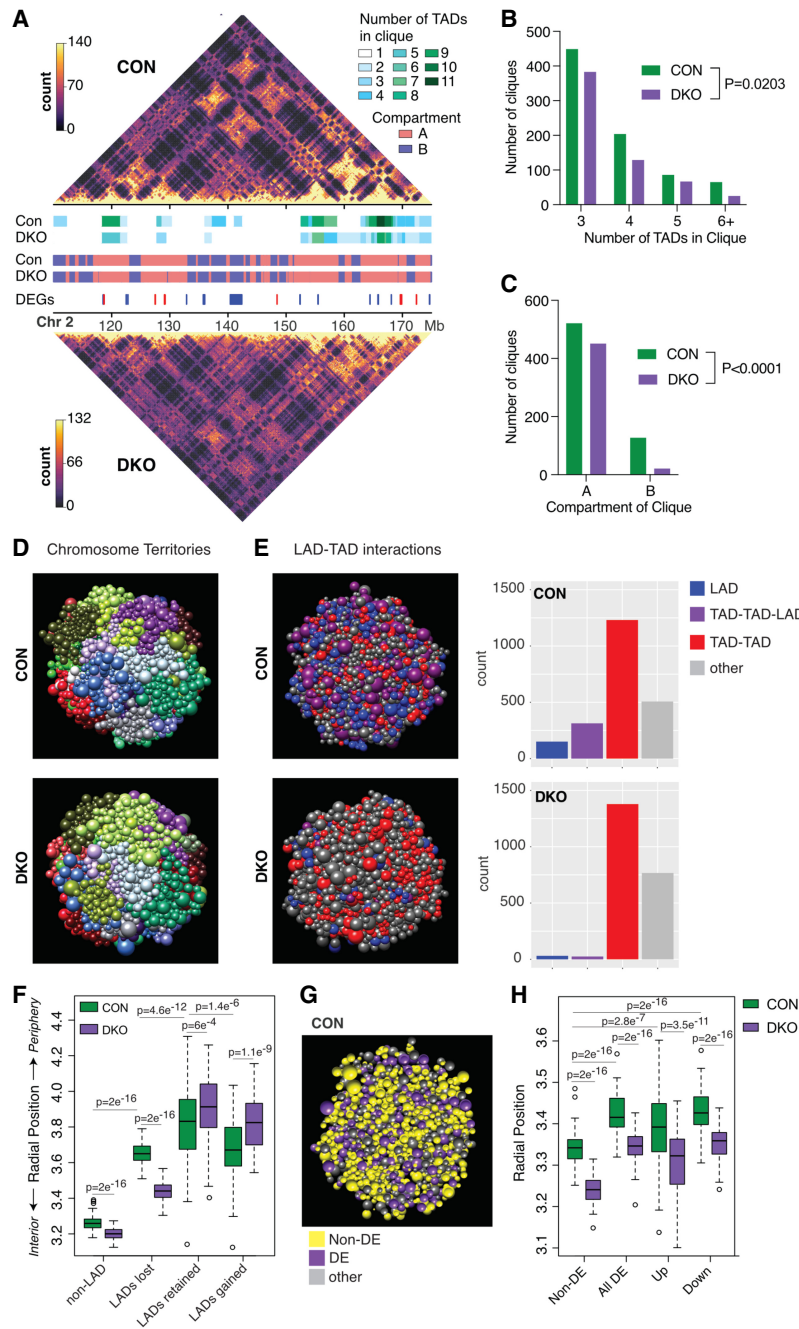 A
140
70
0
count
CON
Number of TADs
in clique
1 5 9
2 6 10
3 7 11
4 8
Compartment
A
B
Con
DKO
Con
DKO
DEGs
Chr 2 120 130 140 150 160 170 Mb
132
66
0
count
DKO
B
500
400
300
200
100
0
Number of cliques
CON
DKO
P=0.0203
3 4 5 6+
Number of TADs in Clique
C
600
400
200
0
Number of cliques
CON
DKO
P<0.0001
A B
Compartment of Clique
D Chromosome Territories
CON
DKO
E LAD-TAD interactions
CON
DKO
CON
1500
1000
500
0
count
LAD
TAD-TAD-LAD
TAD-TAD
other
DKO
1500
1000
500
0
count
F
CON
DKO
4.4
4.2
4.0
3.8
3.6
3.4
3.2
Interior ← Radial Position → Periphery
p=4.6e-12
p=1.4e-6
p=6e-4
p=1.1e-9
p=2e-16
p=2e-16
p=2e-16
non-LAD
LADs lost
LADs retained
LADs gained
G
CON
Non-DE
DE
other
H
CON
DKO
3.6
3.5
3.4
3.3
3.2
3.1
Radial Position
p=2e-16
p=2.8e-7
p=3.5e-11
p=2e-16
p=2e-16
p=2e-16
p=2e-16
Non-DE
All DE
Up
Down